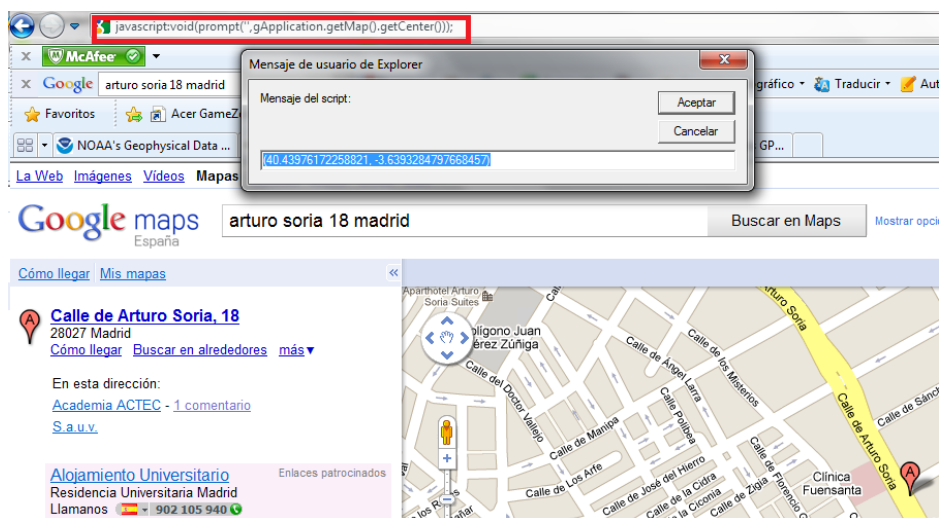 javascript:void(prompt('',gApplication.getMap().getCenter()));
McAfee
Mensaje de usuario de Explorer
Google arturo soria 18 madrid
gráfico Traducir Aut
Mensaje del script:
Aceptar
Cancelar
(40.43976172258821, -3.6393284797668457)
Favoritos Acer GameZ
NOAA's Geophysical Data ...
GP...
La Web Imágenes Vídeos Mapas
Google maps
España
arturo soria 18 madrid
Buscar en Maps
Mostrar opci
Cómo llegar Mis mapas «
Calle de Arturo Soria, 18
28027 Madrid
Cómo llegar Buscar en alrededores más▼
En esta dirección:
Academia ACTEC - 1 comentario
S.a.u.v.
Alojamiento Universitario
Enlaces patrocinados
Residencia Universitaria Madrid
Llamanos 902 105 940
Aparthotel Arturo
Soria Suites
olígono Juan
érez Zúñiga
Arturo Soria
Calle del Doctor Vallejo
Calle de Ángel Larra
Calle de los Misterios
Calle Polibea
Calle de Manipa
Calle de Los Arfe
Calle de José del Hierro
Calle de la Cidra
de la Ciconia
Calle de Zigia
Calle de Florencio
Calle de Arturo Soria
Calle de Sánc
Clínica
Fuensanta
A
A